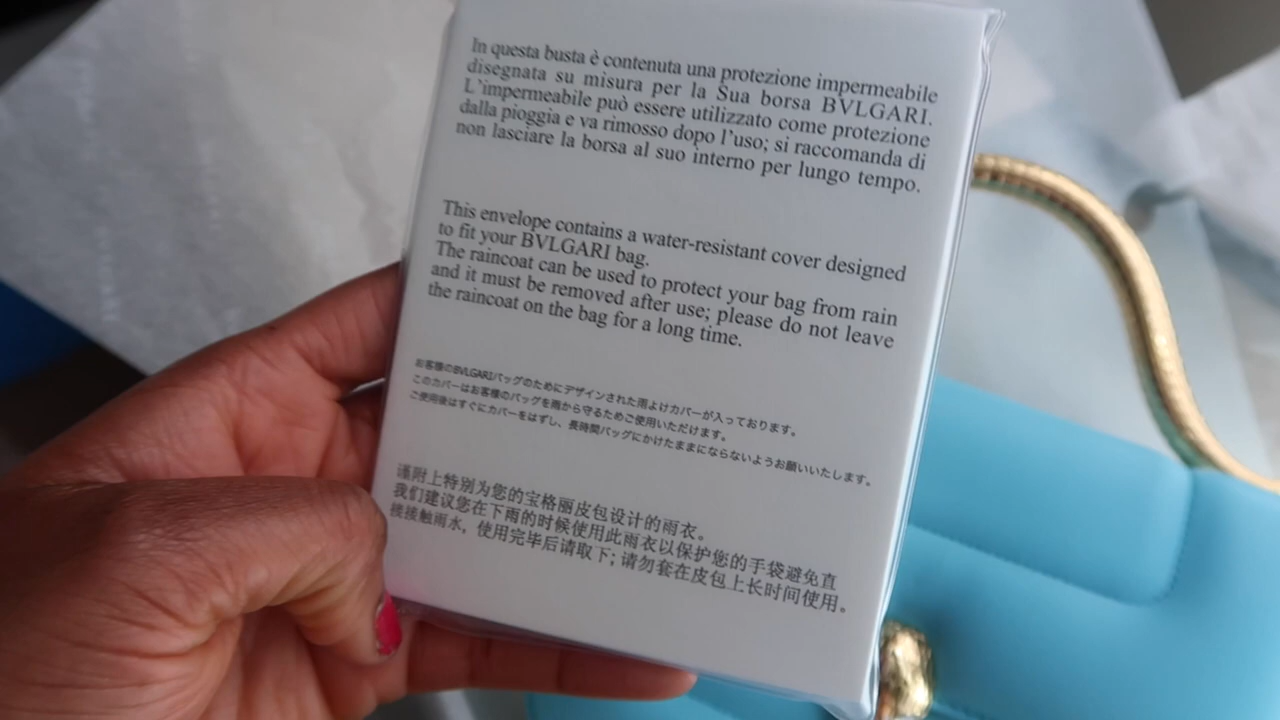 In questa busta è contenuta una protezione impermeabile
disegnata su misura per la Sua borsa BVLGARI.
L'impermeabile può essere utilizzato come protezione
dalla pioggia e va rimosso dopo l'uso; si raccomanda di
non lasciare la borsa al suo interno per lungo tempo.
This envelope contains a water-resistant cover designed
to fit your BVLGARI bag.
The raincoat can be used to protect your bag from rain
and it must be removed after use; please do not leave
the raincoat on the bag for a long time.
お客様のBVLGARIバッグのためにデザインされた雨よけカバーが入っております。
このカバーはお客様のバッグを雨から守るためご使用いただけます。
ご使用後はすぐにカバーをはずし、長時間バッグにかけたままにならないようお願いいたします。
谨附上特别为您的宝格丽皮包设计的雨衣。
我们建议您在下雨的时候使用此雨衣以保护您的手袋避免直
接接触雨水，使用完毕后请取下; 请勿套在皮包上长时间使用。